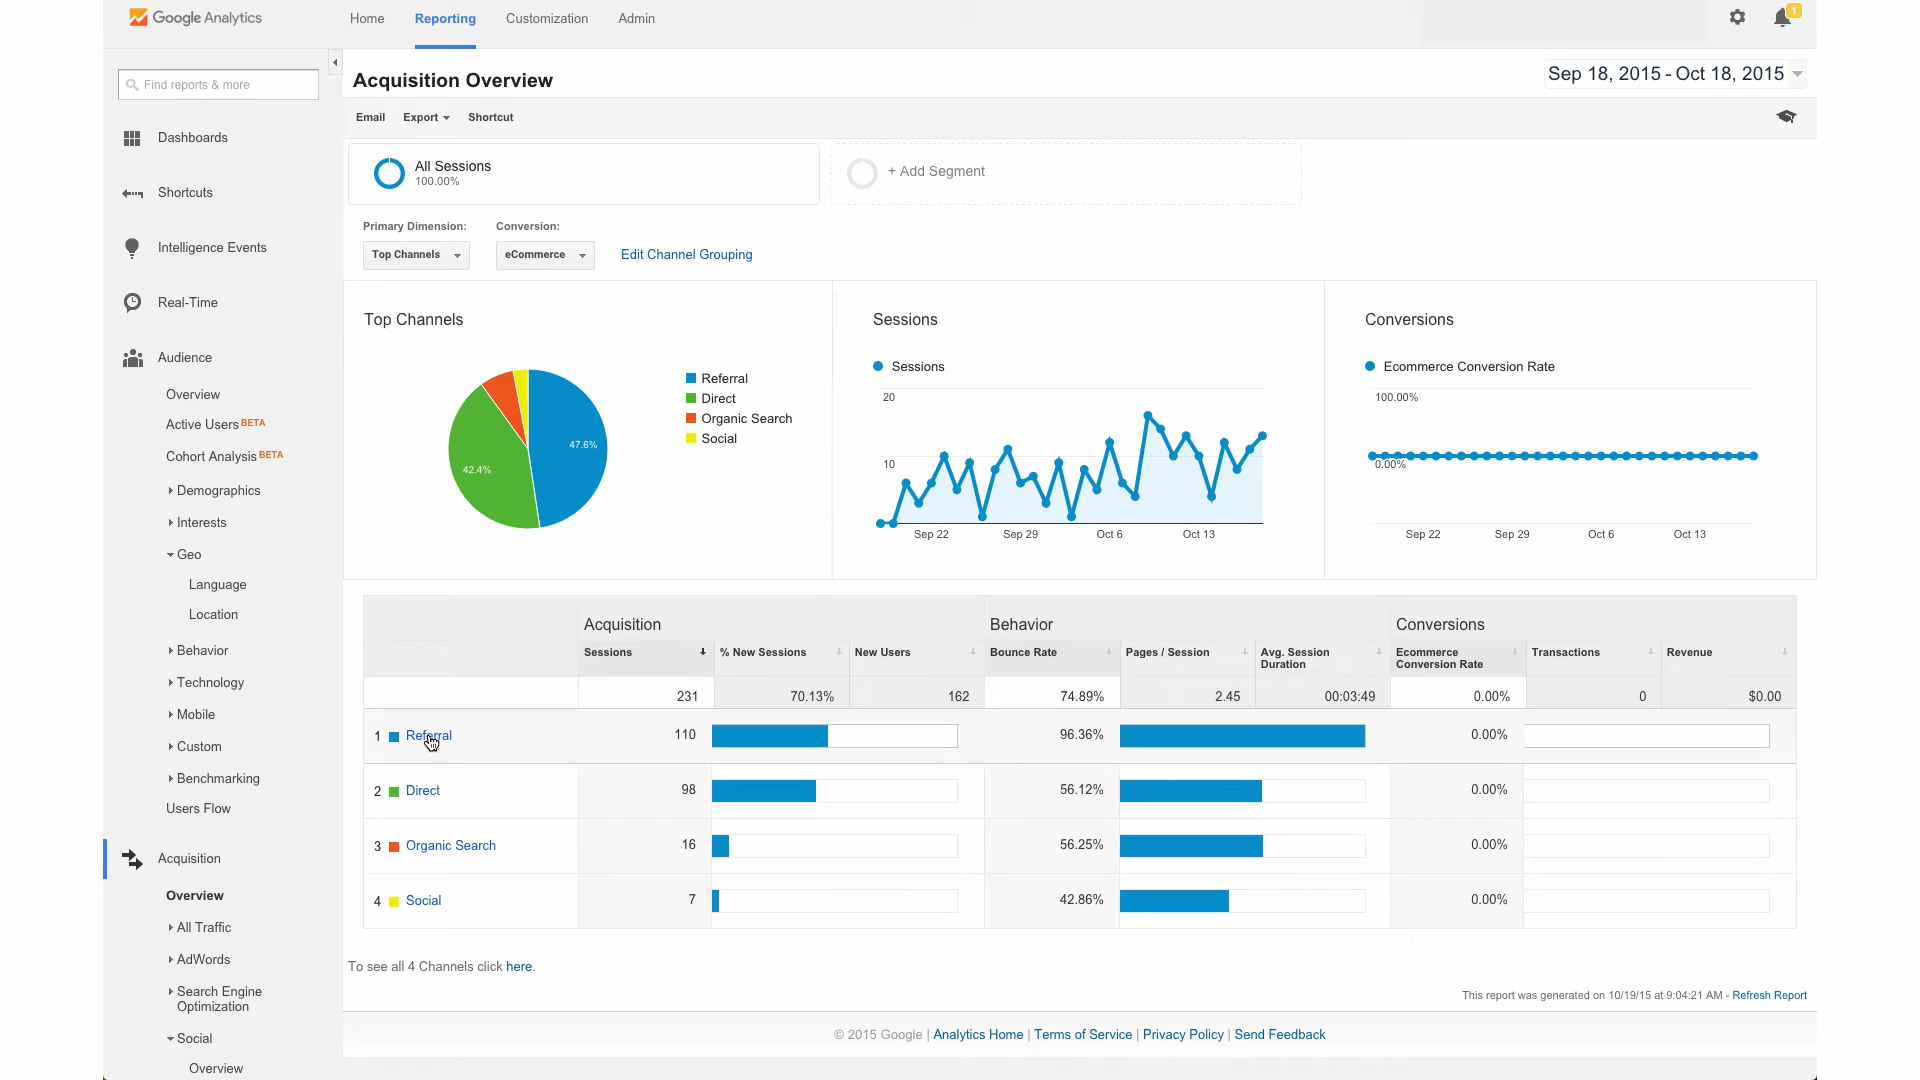 Google Analytics
Home
Reporting
Customization
Admin
1
Find reports & more
Acquisition Overview
Sep 18, 2015 - Oct 18, 2015
Email
Export
Shortcut
Dashboards
Shortcuts
Intelligence Events
Real-Time
Audience
Overview
Active Users BETA
Cohort Analysis BETA
Demographics
Interests
Geo
Language
Location
Behavior
Technology
Mobile
Custom
Benchmarking
Users Flow
Acquisition
Overview
All Traffic
AdWords
Search Engine
Optimization
Social
Overview
All Sessions
100.00%
+ Add Segment
Primary Dimension:
Conversion:
Top Channels
eCommerce
Edit Channel Grouping
Top Channels
47.6%
42.4%
Referral
Direct
Organic Search
Social
Sessions
Sessions
20
10
Sep 22
Sep 29
Oct 6
Oct 13
Conversions
Ecommerce Conversion Rate
100.00%
0.00%
Sep 22
Sep 29
Oct 6
Oct 13
Acquisition
Behavior
Conversions
Sessions
% New Sessions
New Users
Bounce Rate
Pages / Session
Avg. Session
Duration
Ecommerce
Conversion Rate
Transactions
Revenue
231
70.13%
162
74.89%
2.45
00:03:49
0.00%
0
$0.00
1 Referral 110 96.36% 0.00%
2 Direct 98 56.12% 0.00%
3 Organic Search 16 56.25% 0.00%
4 Social 7 42.86% 0.00%
To see all 4 Channels click here.
This report was generated on 10/19/15 at 9:04:21 AM - Refresh Report
© 2015 Google | Analytics Home | Terms of Service | Privacy Policy | Send Feedback